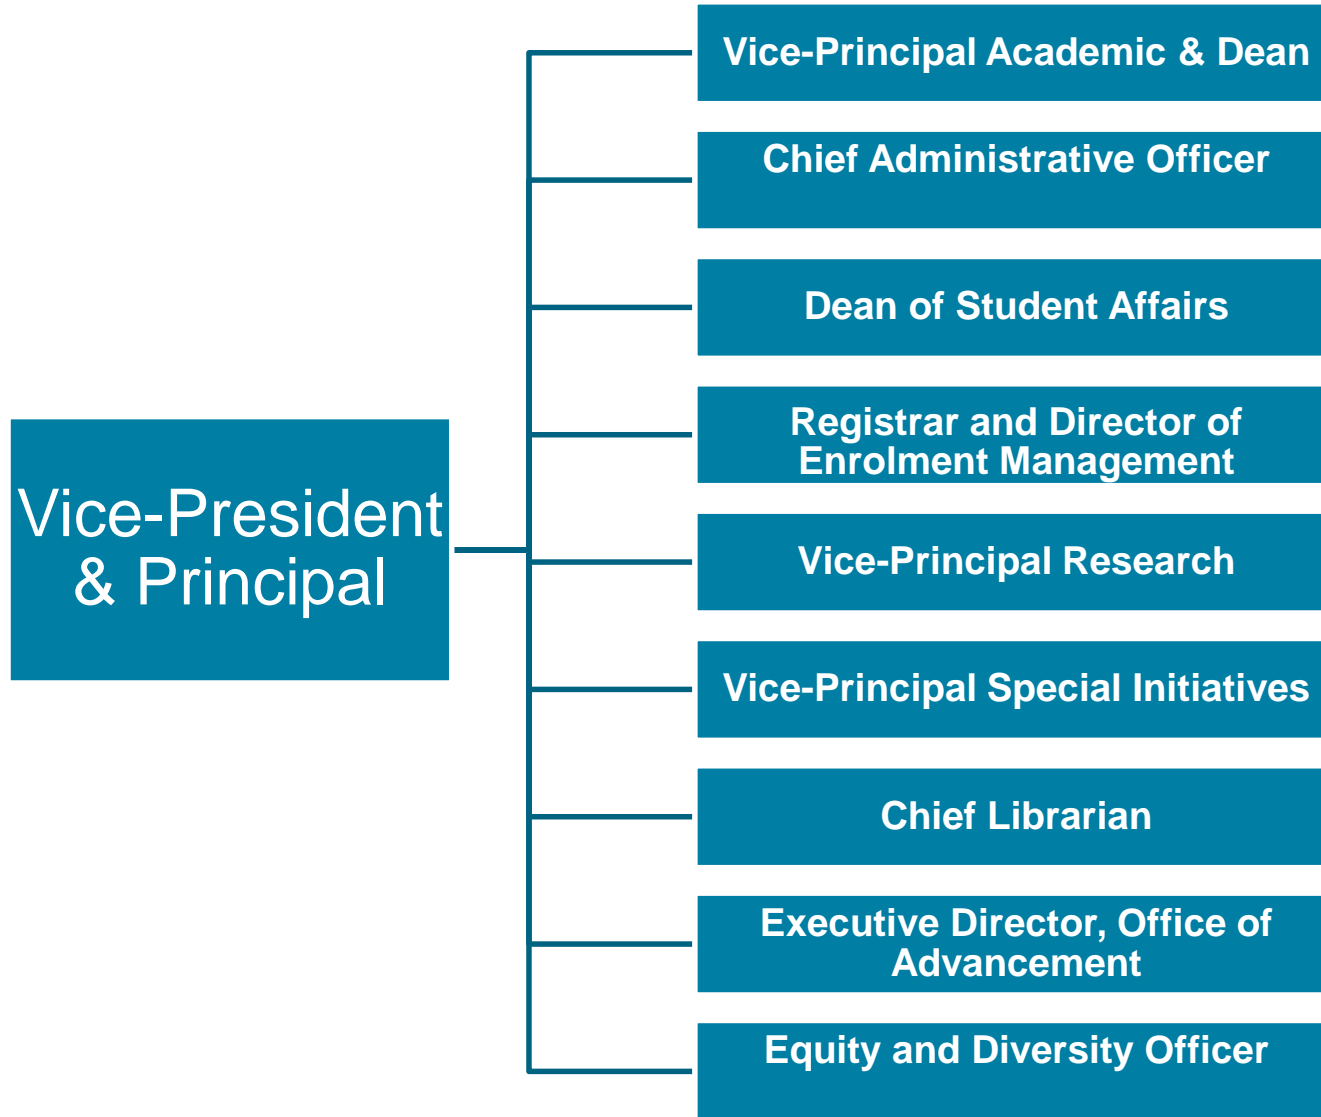 Vice-President
& Principal
Vice-Principal Academic & Dean
Chief Administrative Officer
Dean of Student Affairs
Registrar and Director of
Enrolment Management
Vice-Principal Research
Vice-Principal Special Initiatives
Chief Librarian
Executive Director, Office of
Advancement
Equity and Diversity Officer